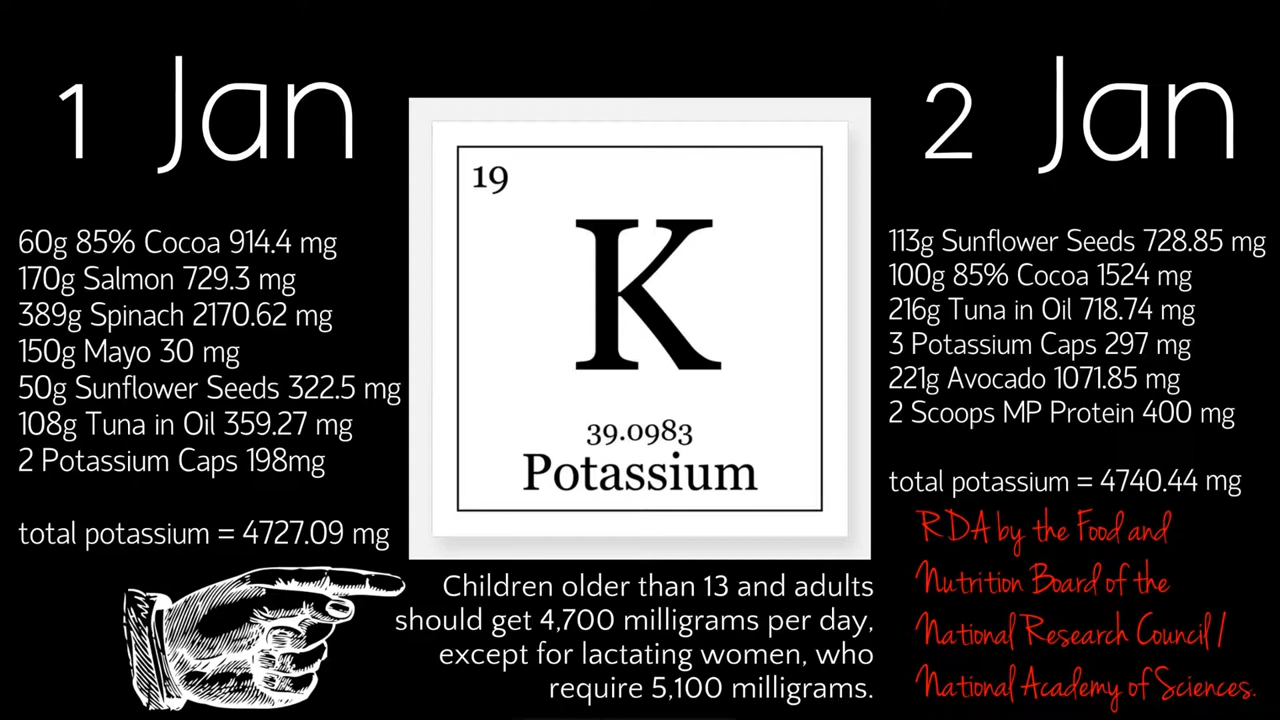 1 Jan
60g 85% Cocoa 914.4 mg
170g Salmon 729.3 mg
389g Spinach 2170.62 mg
150g Mayo 30 mg
50g Sunflower Seeds 322.5 mg
108g Tuna in Oil 359.27 mg
2 Potassium Caps 198mg
total potassium = 4727.09 mg
19
K
39.0983
Potassium
Children older than 13 and adults
should get 4,700 milligrams per day,
except for lactating women, who
require 5,100 milligrams.
2 Jan
113g Sunflower Seeds 728.85 mg
100g 85% Cocoa 1524 mg
216g Tuna in Oil 718.74 mg
3 Potassium Caps 297 mg
221g Avocado 1071.85 mg
2 Scoops MP Protein 400 mg
total potassium = 4740.44 mg
RDA by the Food and
Nutrition Board of the
National Research Council /
National Academy of Sciences.